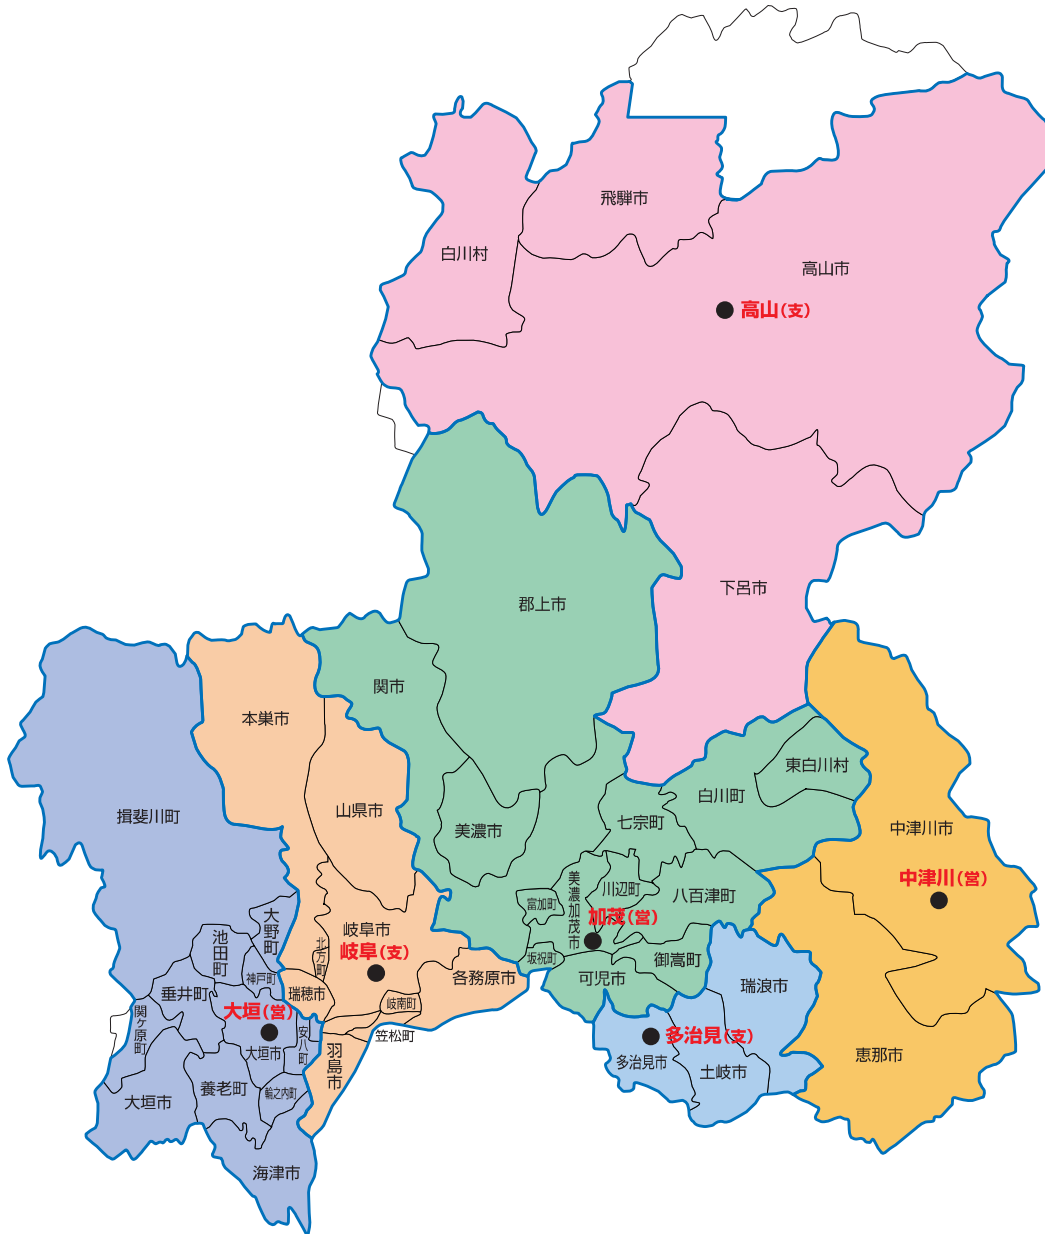 飛騨市
白川村
高山市
高山(支)
下呂市
郡上市
関市
本巣市
東白川村
白川町
山県市
揖斐川町
七宗町
美濃市
中津川市
中津川(営)
川辺町
八百津町
美濃加茂市
富加町
加茂(営)
大野町
岐阜市
池田町
北方町
岐阜(支)
坂祝町
御嵩町
神戸町
各務原市
可児市
瑞浪市
垂井町
瑞穂市
岐南町
大垣(営)
関ヶ原町
安八町
笠松町
多治見(支)
大垣市
羽島市
多治見市
恵那市
土岐市
養老町
輪之内町
大垣市
海津市